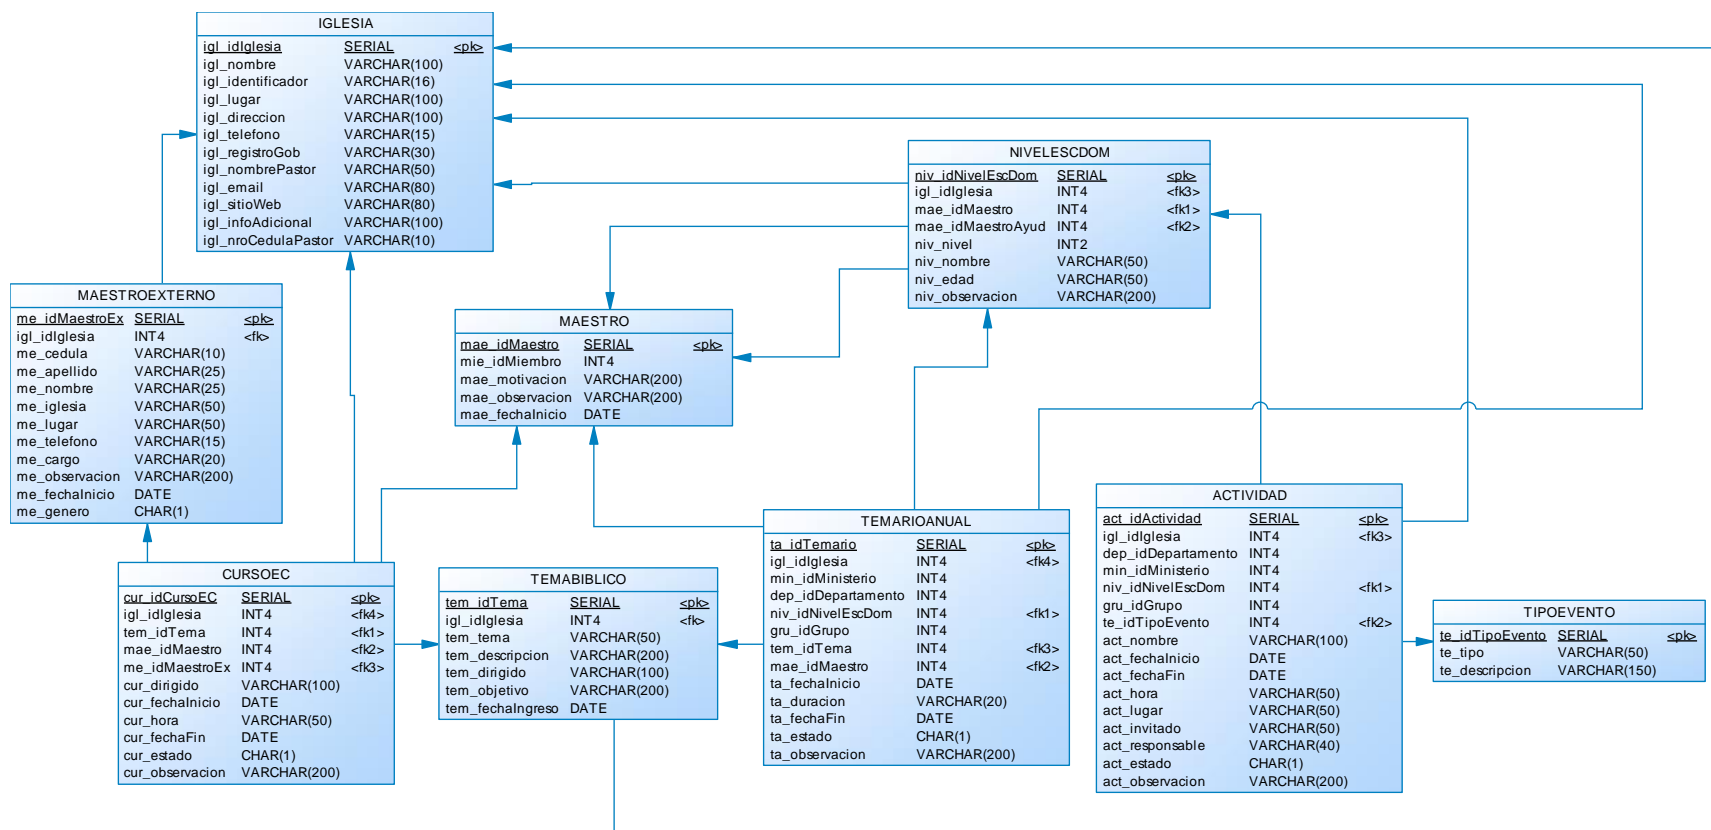 IGLESIA
igl_idIglesia SERIAL <pk>
igl_nombre VARCHAR(100)
igl_identificador VARCHAR(16)
igl_lugar VARCHAR(100)
igl_direccion VARCHAR(100)
igl_telefono VARCHAR(15)
igl_registroGob VARCHAR(30)
igl_nombrePastor VARCHAR(50)
igl_email VARCHAR(80)
igl_sitioWeb VARCHAR(80)
igl_infoAdicional VARCHAR(100)
igl_nroCedulaPastor VARCHAR(10)
NIVELESCDOM
niv_idNivelEscDom SERIAL <pk>
igl_idIglesia INT4 <fk3>
mae_idMaestro INT4 <fk1>
mae_idMaestroAyud INT4 <fk2>
niv_nivel INT2
niv_nombre VARCHAR(50)
niv_edad VARCHAR(50)
niv_observacion VARCHAR(200)
MAESTROEXTERNO
me_idMaestroEx SERIAL <pk>
igl_idIglesia INT4 <fk>
me_cedula VARCHAR(10)
me_apellido VARCHAR(25)
me_nombre VARCHAR(25)
me_iglesia VARCHAR(50)
me_lugar VARCHAR(50)
me_telefono VARCHAR(15)
me_cargo VARCHAR(20)
me_observacion VARCHAR(200)
me_fechaInicio DATE
me_genero CHAR(1)
MAESTRO
mae_idMaestro SERIAL <pk>
mie_idMiembro INT4
mae_motivacion VARCHAR(200)
mae_observacion VARCHAR(200)
mae_fechaInicio DATE
CURSOEC
cur_idCursoEC SERIAL <pk>
igl_idIglesia INT4 <fk4>
tem_idTema INT4 <fk1>
mae_idMaestro INT4 <fk2>
me_idMaestroEx INT4 <fk3>
cur_dirigido VARCHAR(100)
cur_fechaInicio DATE
cur_hora VARCHAR(50)
cur_fechaFin DATE
cur_estado CHAR(1)
cur_observacion VARCHAR(200)
TEMABIBLICO
tem_idTema SERIAL <pk>
igl_idIglesia INT4 <fk>
tem_tema VARCHAR(50)
tem_descripcion VARCHAR(200)
tem_dirigido VARCHAR(100)
tem_objetivo VARCHAR(200)
tem_fechaIngreso DATE
TEMARIOANUAL
ta_idTemario SERIAL <pk>
igl_idIglesia INT4 <fk4>
min_idMinisterio INT4
dep_idDepartamento INT4
niv_idNivelEscDom INT4 <fk1>
gru_idGrupo INT4
tem_idTema INT4 <fk3>
mae_idMaestro INT4 <fk2>
ta_fechaInicio DATE
ta_duracion VARCHAR(20)
ta_fechaFin DATE
ta_estado CHAR(1)
ta_observacion VARCHAR(200)
ACTIVIDAD
act_idActividad SERIAL <pk>
igl_idIglesia INT4 <fk3>
dep_idDepartamento INT4
min_idMinisterio INT4
niv_idNivelEscDom INT4 <fk1>
gru_idGrupo INT4
te_idTipoEvento INT4 <fk2>
act_nombre VARCHAR(100)
act_fechaInicio DATE
act_fechaFin DATE
act_hora VARCHAR(50)
act_lugar VARCHAR(50)
act_invitado VARCHAR(50)
act_responsable VARCHAR(40)
act_estado CHAR(1)
act_observacion VARCHAR(200)
TIPOEVENTO
te_idTipoEvento SERIAL <pk>
te_tipo VARCHAR(50)
te_descripcion VARCHAR(150)